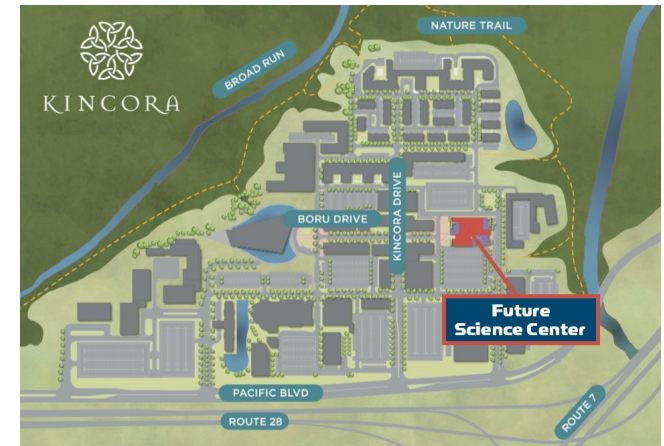 NATURE TRAIL
BROAD RUN
KINCORA
KINCORA DRIVE
BORU DRIVE
Future
Science Center
PACIFIC BLVD
ROUTE 28
ROUTE 7